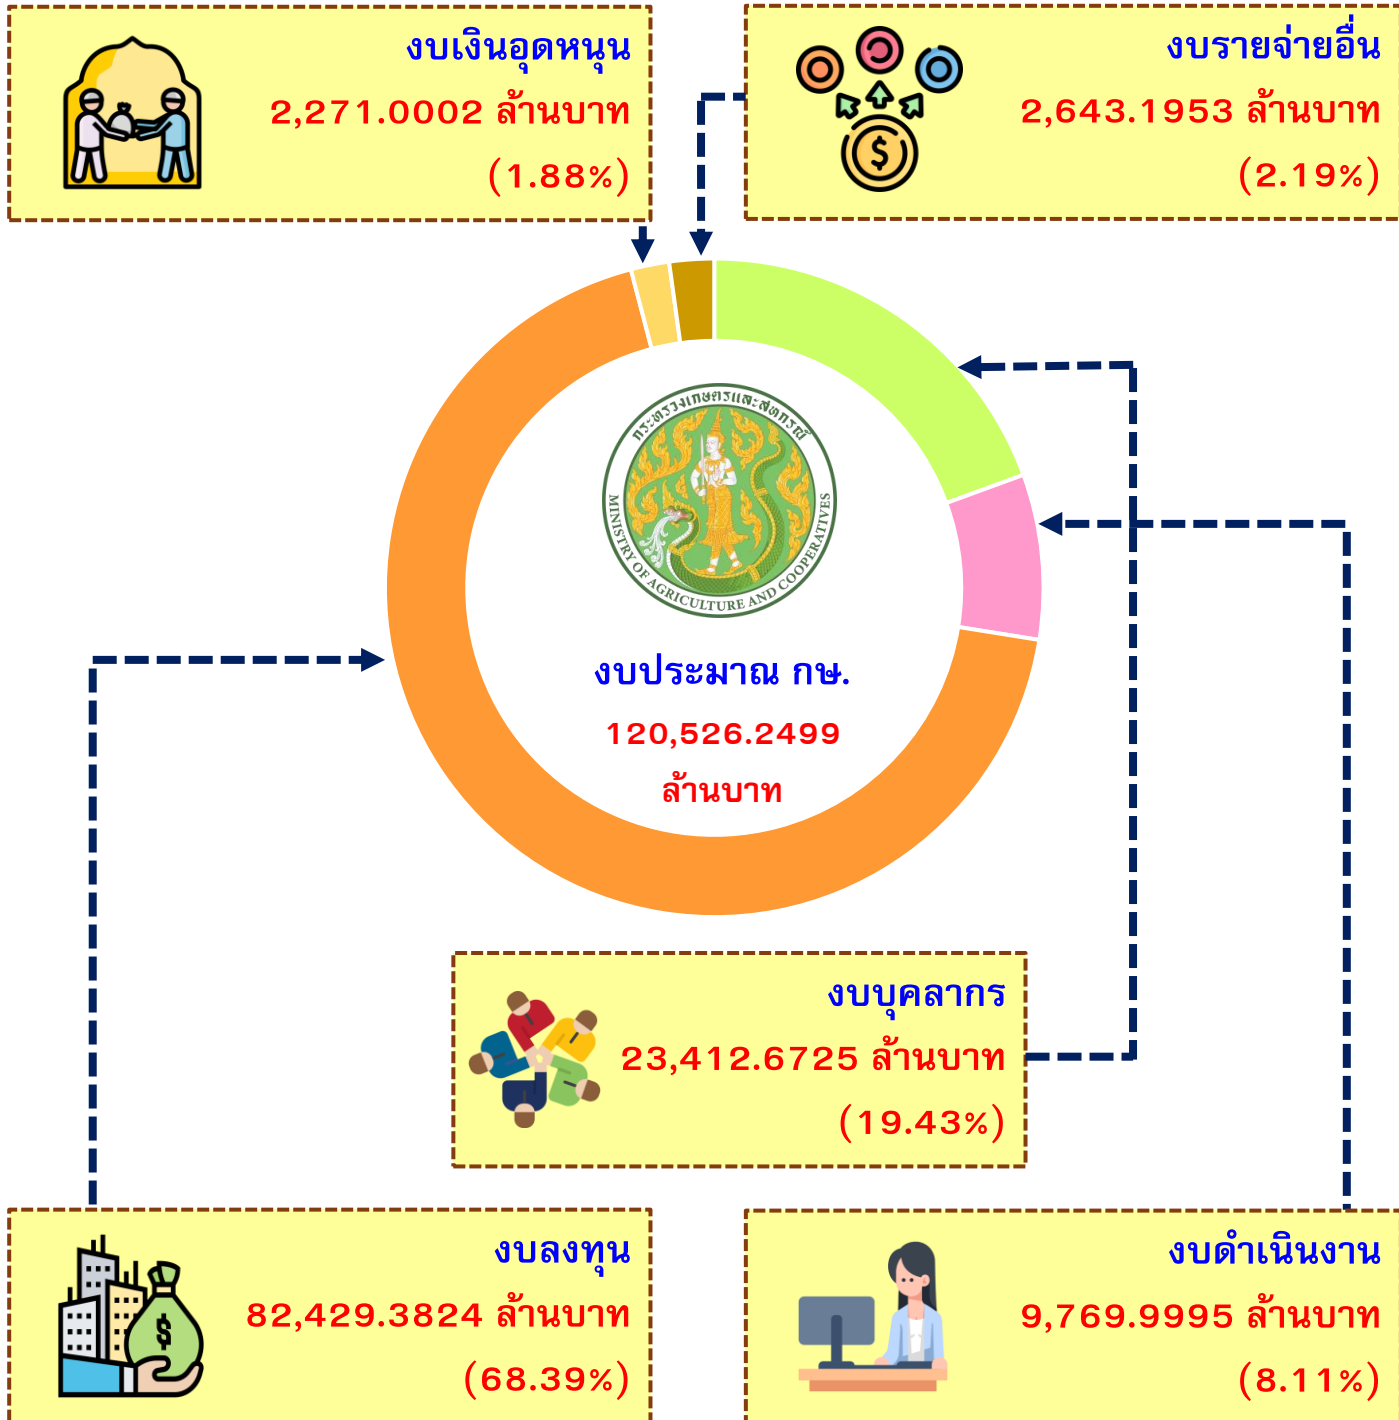 งบเงินอุดหนุน
2,271.0002 ล้านบาท
(1.88%)
งบรายจ่ายอื่น
2,643.1953 ล้านบาท
(2.19%)
กระทรวงเกษตรและสหกรณ์
MINISTRY OF AGRICULTURE AND COOPERATIVES
งบประมาณ กษ.
120,526.2499
ล้านบาท
งบบุคลากร
23,412.6725 ล้านบาท
(19.43%)
งบลงทุน
82,429.3824 ล้านบาท
(68.39%)
งบดำเนินงาน
9,769.9995 ล้านบาท
(8.11%)